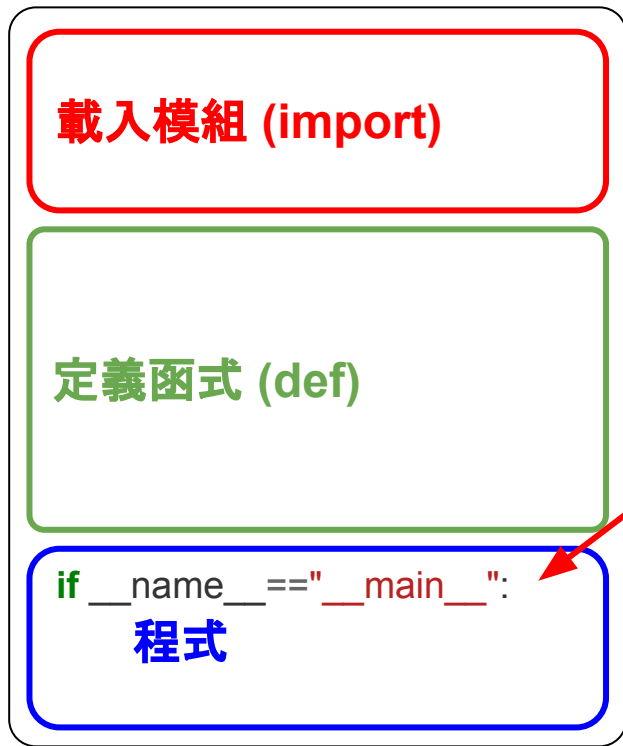 載入模組 (import)
定義函式 (def)
if __name__=="__main__":
程式